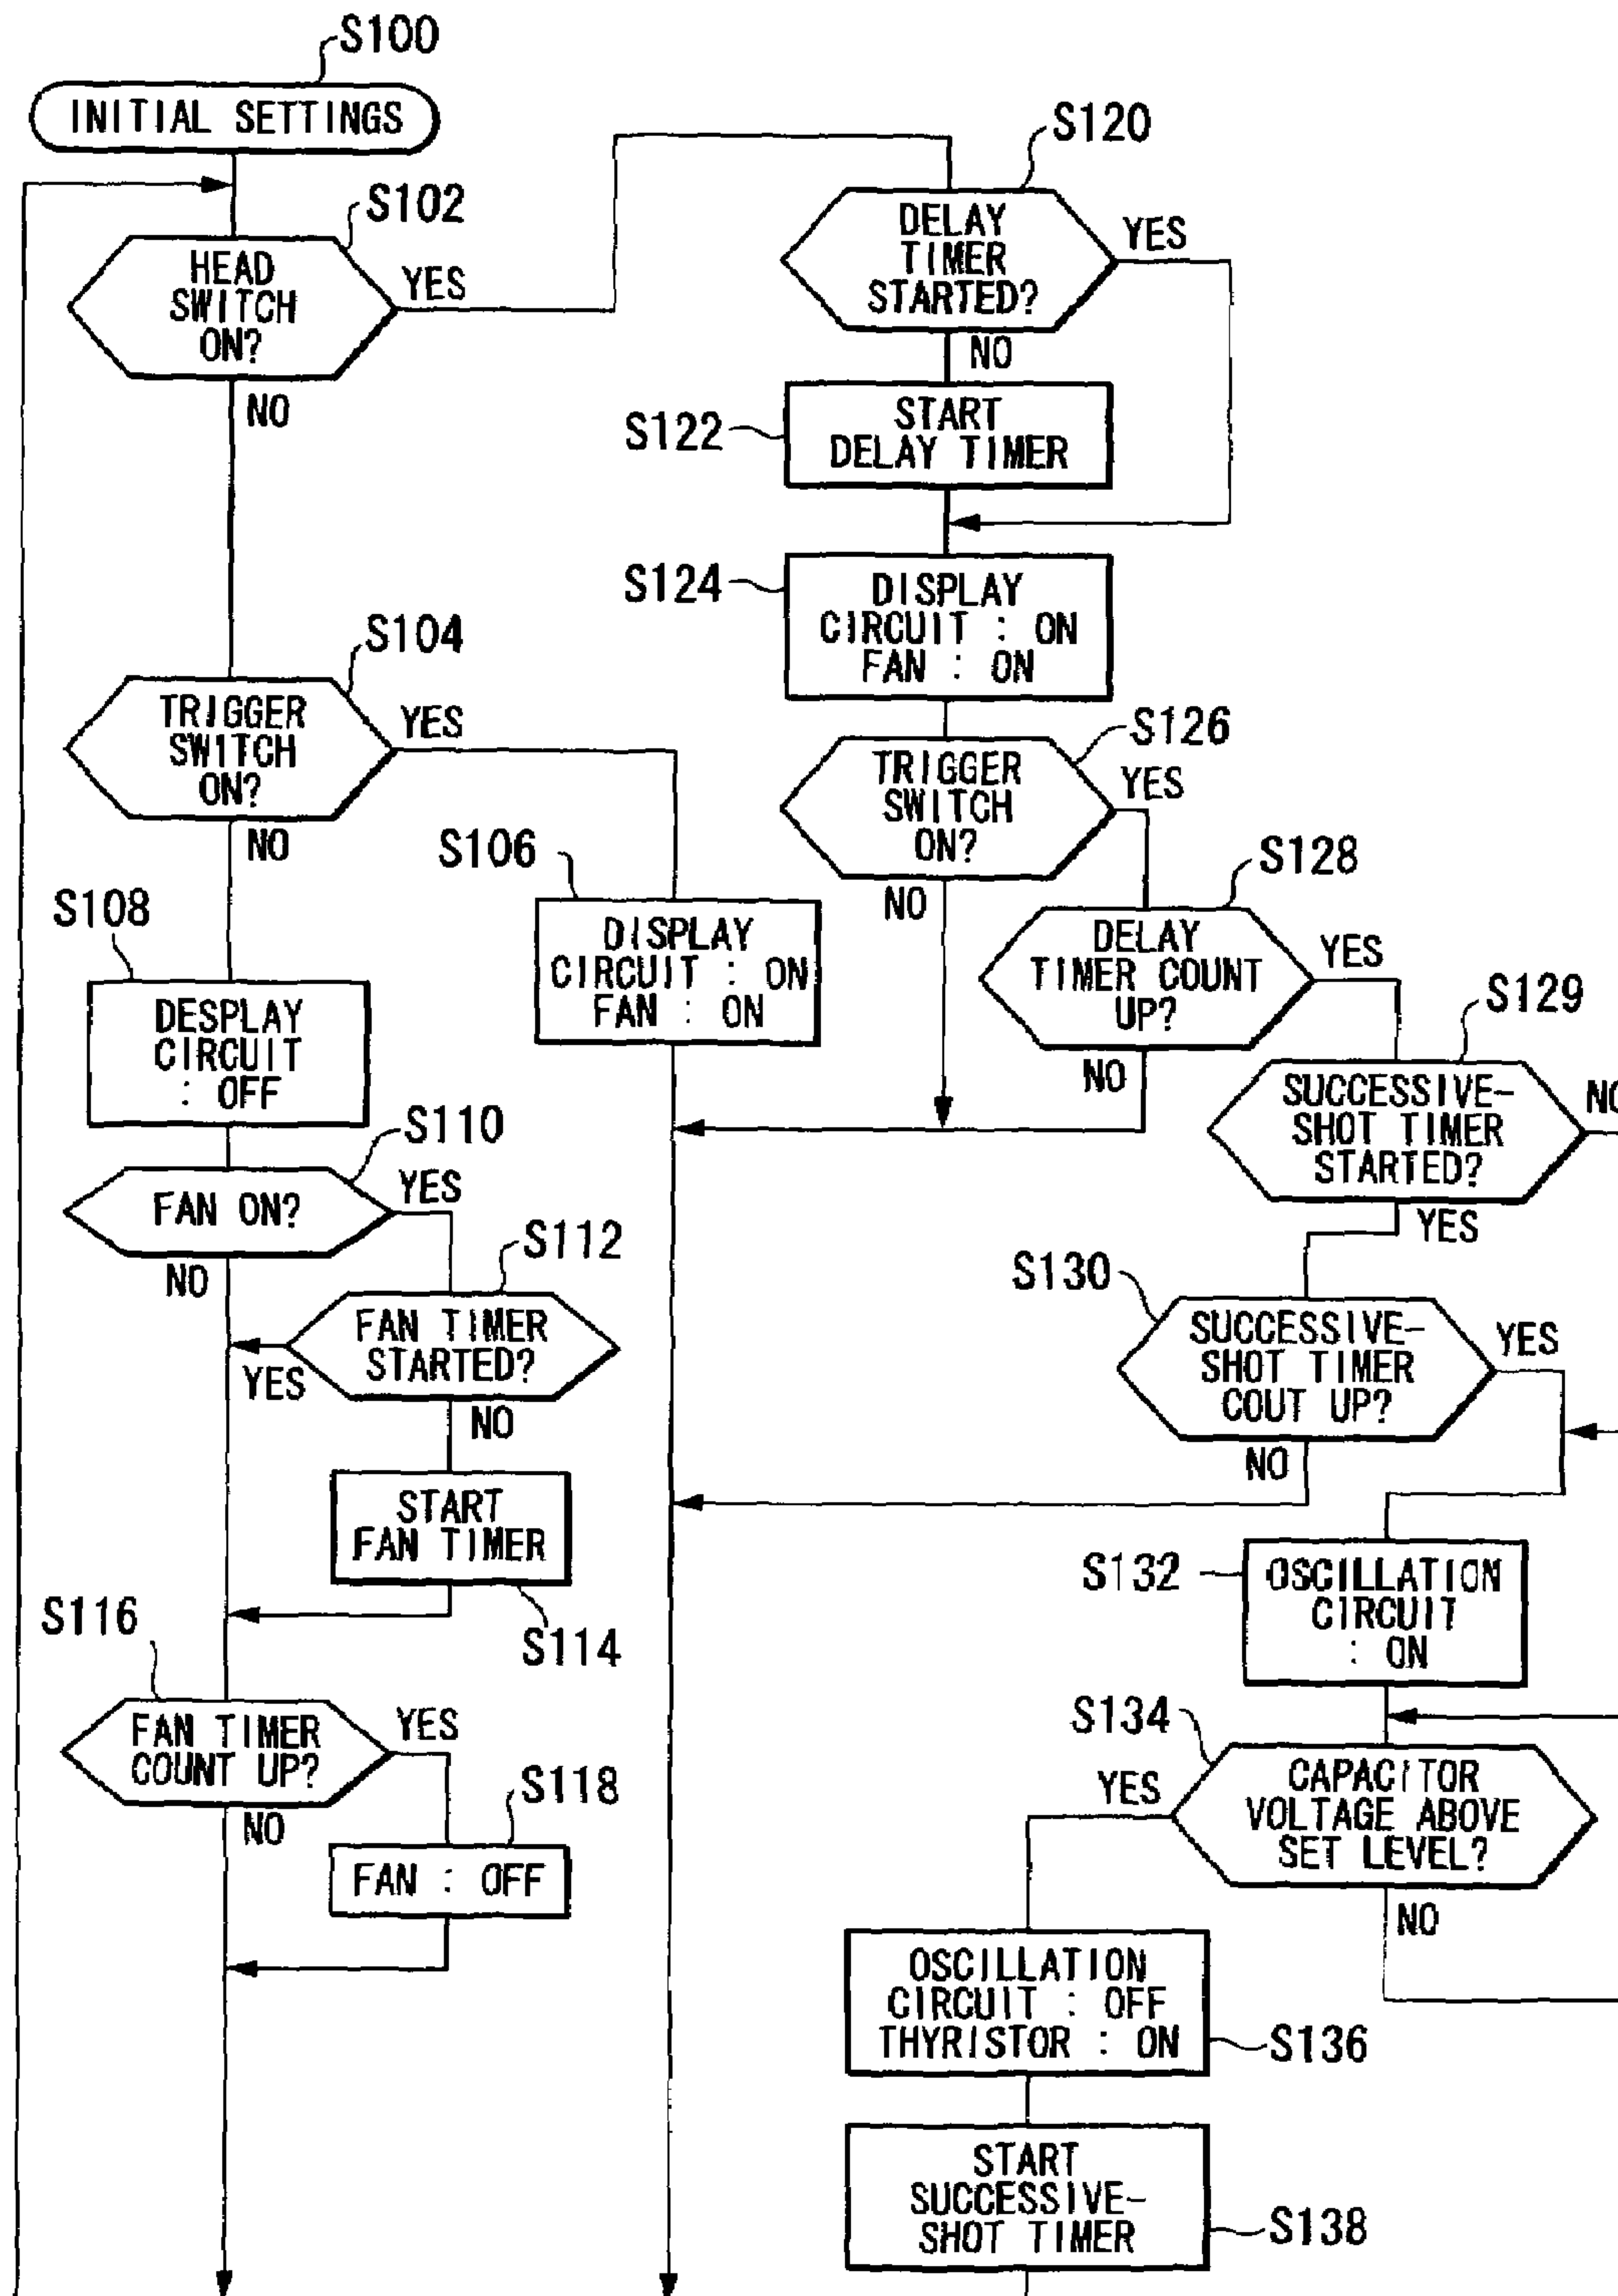 S100
INITIAL SETTINGS
S102
HEAD
SWITCH
ON?
YES
NO
S104
TRIGGER
SWITCH
ON?
YES
NO
S106
DISPLAY
CIRCUIT : ON
FAN : ON
S108
DESPLAY
CIRCUIT
: OFF
S110
FAN ON?
YES
NO
S112
FAN TIMER
STARTED?
YES
NO
START
FAN TIMER
S114
S116
FAN TIMER
COUNT UP?
YES
NO
S118
FAN : OFF
S120
DELAY
TIMER
STARTED?
YES
NO
S122
START
DELAY TIMER
S124
DISPLAY
CIRCUIT : ON
FAN : ON
S126
TRIGGER
SWITCH
ON?
YES
NO
S128
DELAY
TIMER COUNT
UP?
YES
NO
S129
SUCCESSIVE-
SHOT TIMER
STARTED?
NO
YES
S130
SUCCESSIVE-
SHOT TIMER
COUT UP?
YES
NO
S132
OSCILLATION
CIRCUIT
: ON
S134
CAPACITOR
VOLTAGE ABOVE
SET LEVEL?
YES
NO
OSCILLATION
CIRCUIT : OFF
THYRISTOR : ON
S136
START
SUCCESSIVE-
SHOT TIMER
S138